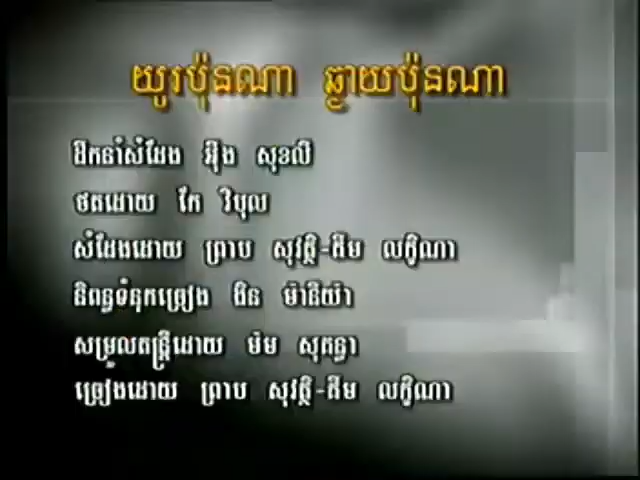 យូរប៉ុនណា ឆ្ងាយប៉ុនណា
ដឹកនាំសំដែង អ៊ឹង សុខលី
ថតដោយ កែ វិបុល
សំដែងដោយ ព្រាប សុវត្ថិ-គឹម លក្ខិណា
និពន្ធទំនុកច្រៀង ងិន ម៉ានីយ៉ា
សម្រួលតន្ត្រីដោយ ម៉ម សុគន្ធា
ច្រៀងដោយ ព្រាប សុវត្ថិ-គឹម លក្ខិណា